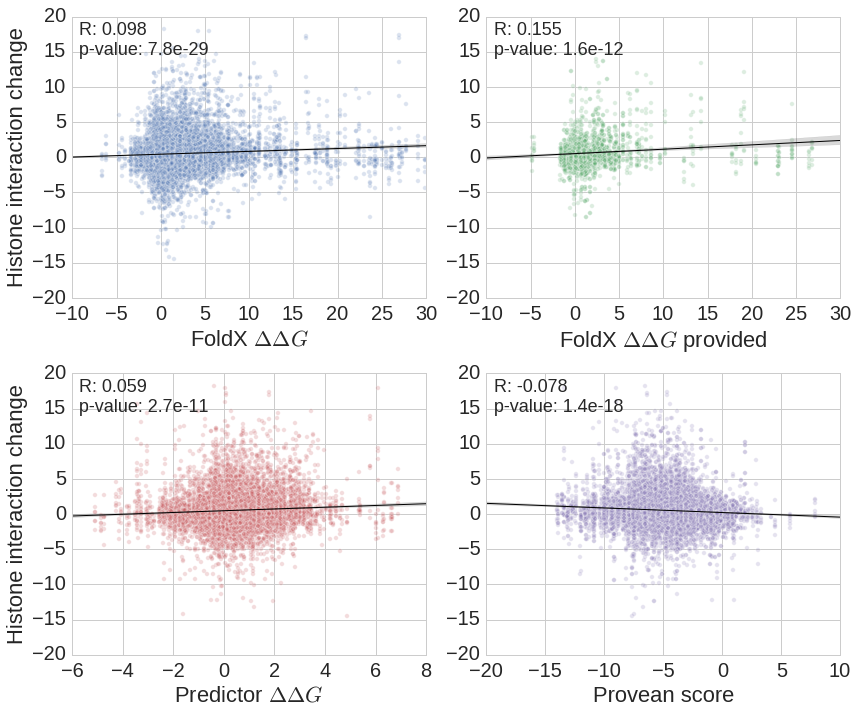 20
15
10
5
0
−5
−10
−15
−20
Histone interaction change
R: 0.098
p-value: 7.8e-29
−10 −5 0 5 10 15 20 25 30
FoldX ΔΔG
20
15
10
5
0
−5
−10
−15
−20
R: 0.155
p-value: 1.6e-12
−10 −5 0 5 10 15 20 25 30
FoldX ΔΔG provided
20
15
10
5
0
−5
−10
−15
−20
Histone interaction change
R: 0.059
p-value: 2.7e-11
−6 −4 −2 0 2 4 6 8
Predictor ΔΔG
20
15
10
5
0
−5
−10
−15
−20
R: -0.078
p-value: 1.4e-18
−20 −15 −10 −5 0 5 10
Provean score